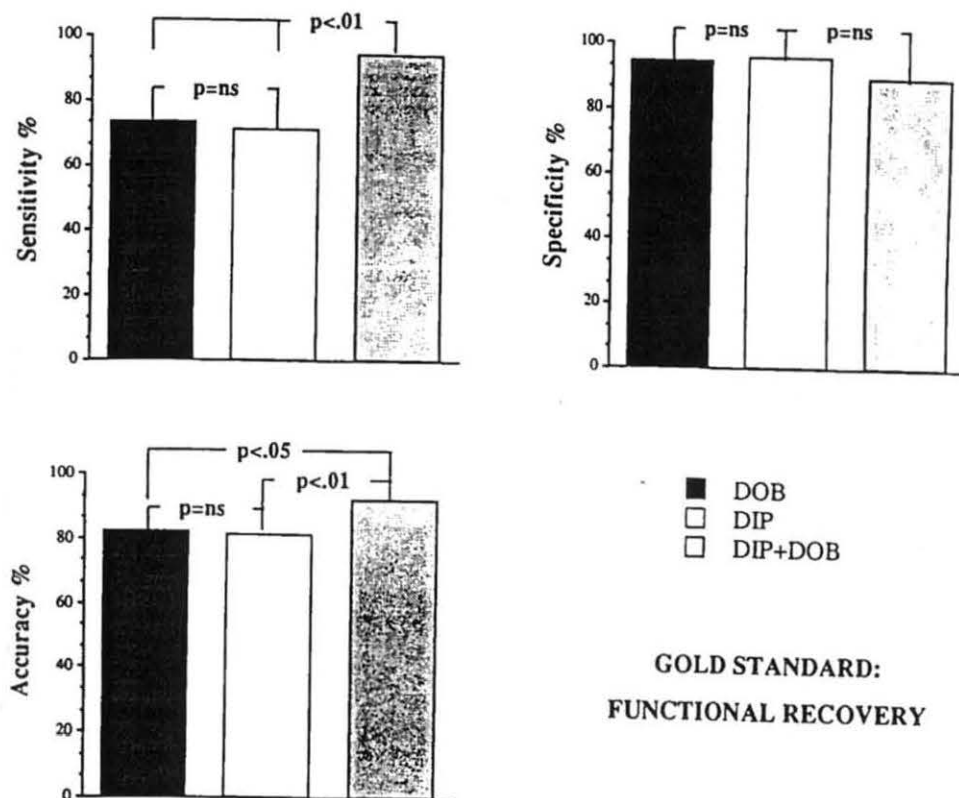 p<.01
p=ns
Sensitivity %
100
80
60
40
20
0
p=ns
p=ns
Specificity %
100
80
60
40
20
0
p<.05
p<.01
p=ns
Accuracy %
100
80
60
40
20
0
DOB
DIP
DIP+DOB
GOLD STANDARD:
FUNCTIONAL RECOVERY